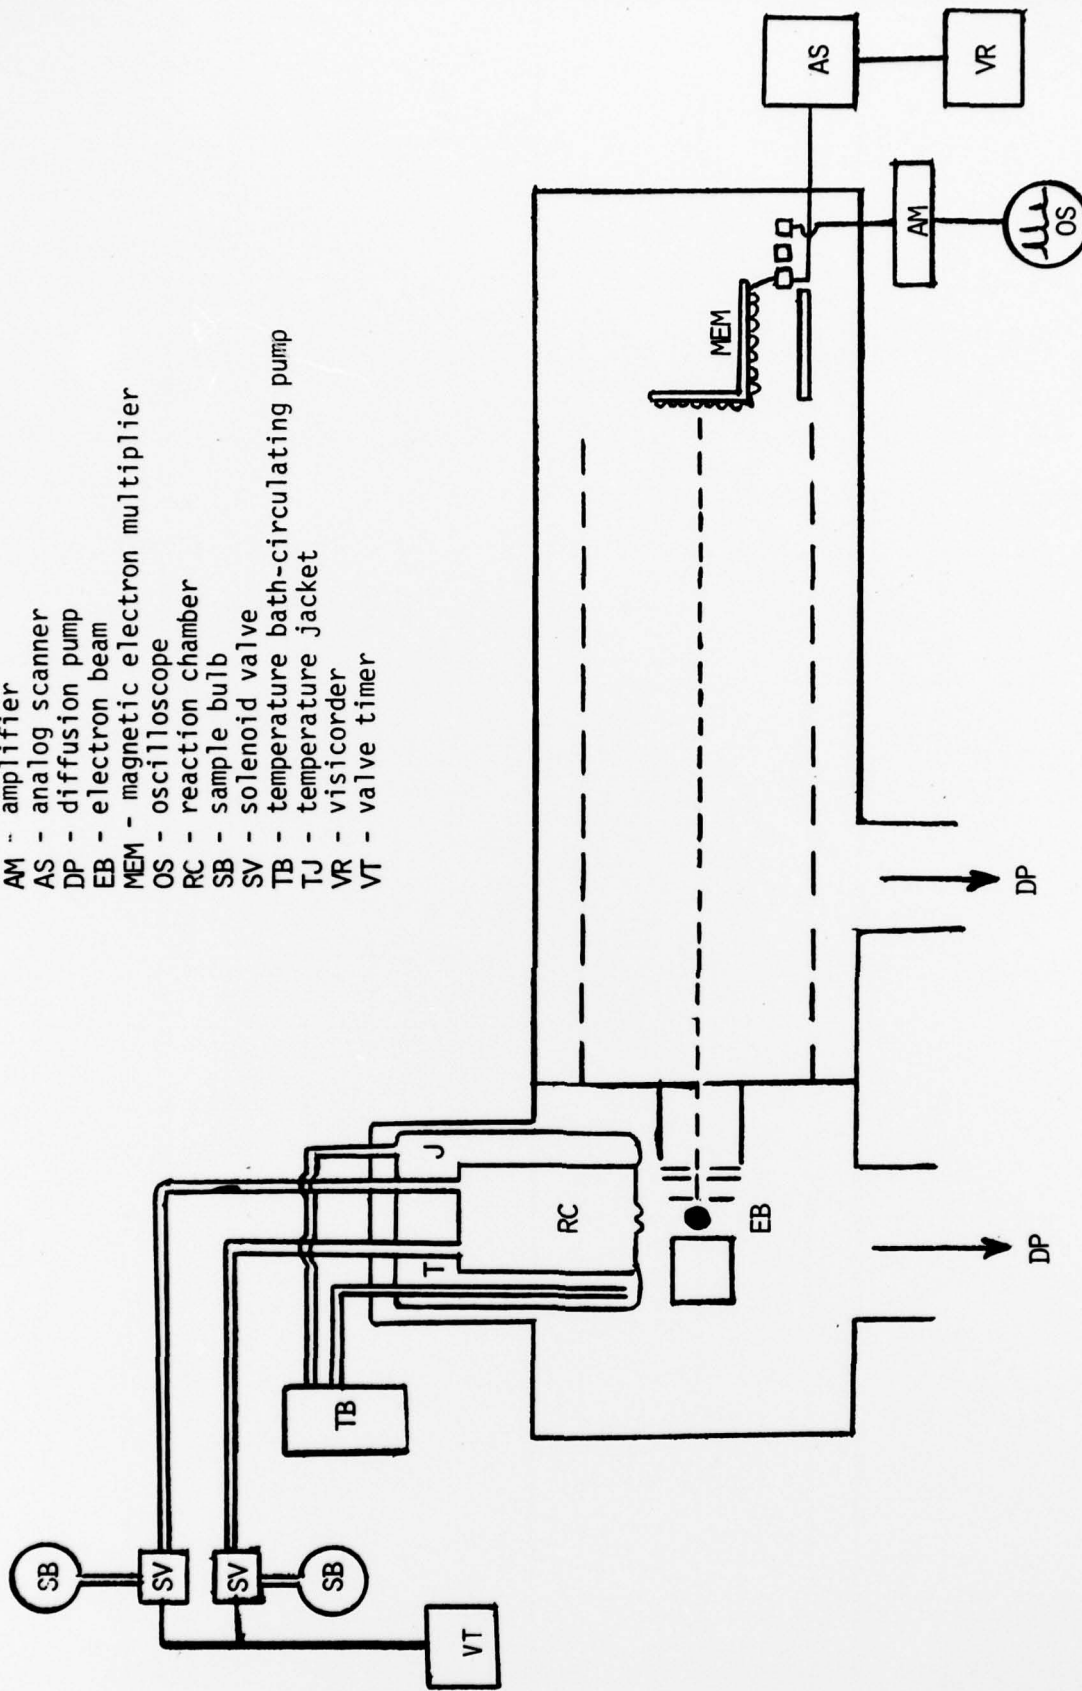 AM - amplifier
AS - analog scanner
DP - diffusion pump
EB - electron beam
MEM - magnetic electron multiplier
OS - oscilloscope
RC - reaction chamber
SB - sample bulb
SV - solenoid valve
TB - temperature bath-circulating pump
TJ - temperature jacket
VR - visicorder
VT - valve timer
SB
SV
SV
SB
VT
TB
T
J
RC
EB
DP
DP
MEM
AM
OS
AS
VR